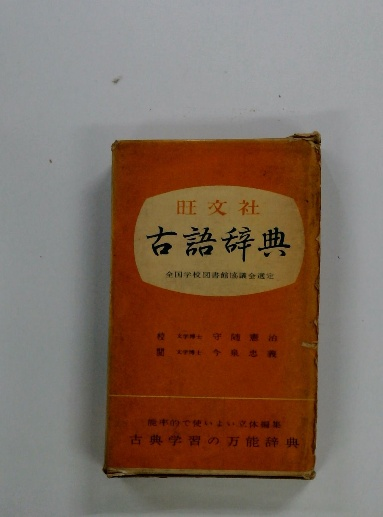 旺文社
古語辞典
全国学校図書館協議会選定
校 文学博士 守随憲治
閲 文学博士 今泉忠義
能率的で使いよい立体編集
古典学習の万能辞典